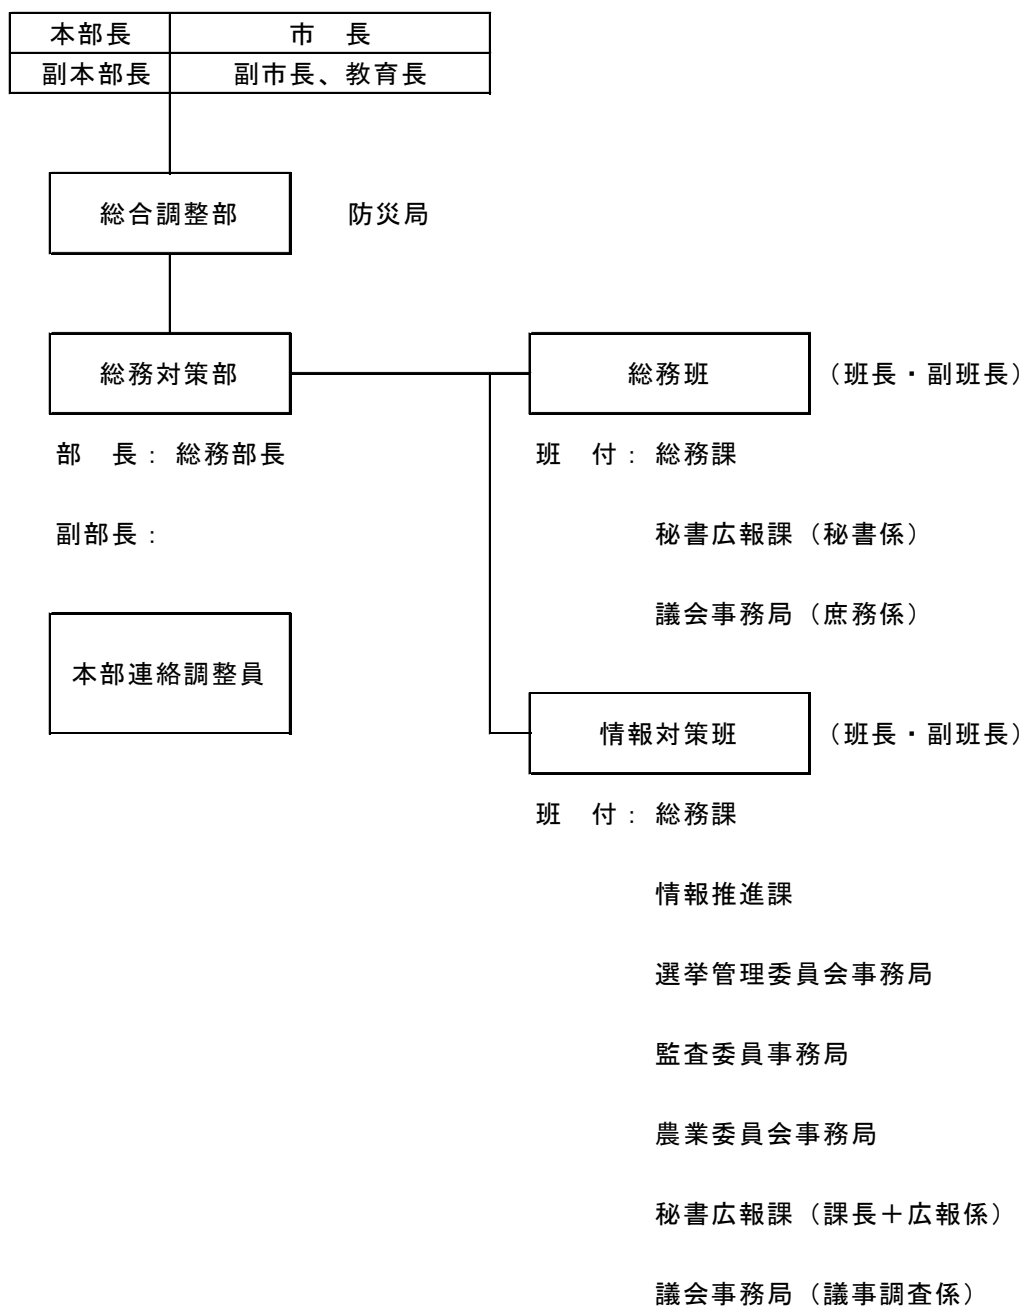 本部長 市　長
副本部長 副市長、教育長
総合調整部 防災局
総務対策部 総務班 （班長・副班長）
部　長： 総務部長 班　付： 総務課
副部長： 秘書広報課（秘書係）
議会事務局（庶務係）
本部連絡調整員
情報対策班 （班長・副班長）
班　付： 総務課
情報推進課
選挙管理委員会事務局
監査委員事務局
農業委員会事務局
秘書広報課（課長＋広報係）
議会事務局（議事調査係）